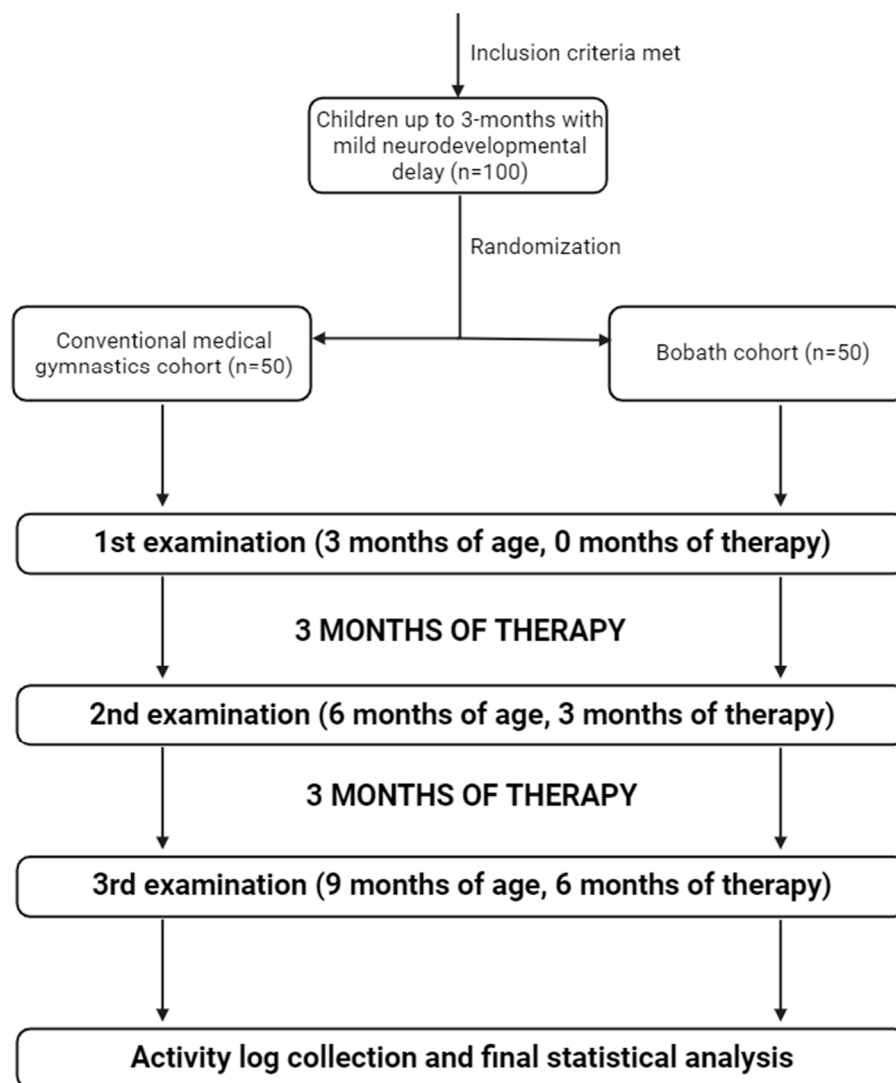 Inclusion criteria met
Children up to 3-months with
mild neurodevelopmental
delay (n=100)
Randomization
Conventional medical
gymnastics cohort (n=50)
Bobath cohort (n=50)
1st examination (3 months of age, 0 months of therapy)
3 MONTHS OF THERAPY
2nd examination (6 months of age, 3 months of therapy)
3 MONTHS OF THERAPY
3rd examination (9 months of age, 6 months of therapy)
Activity log collection and final statistical analysis